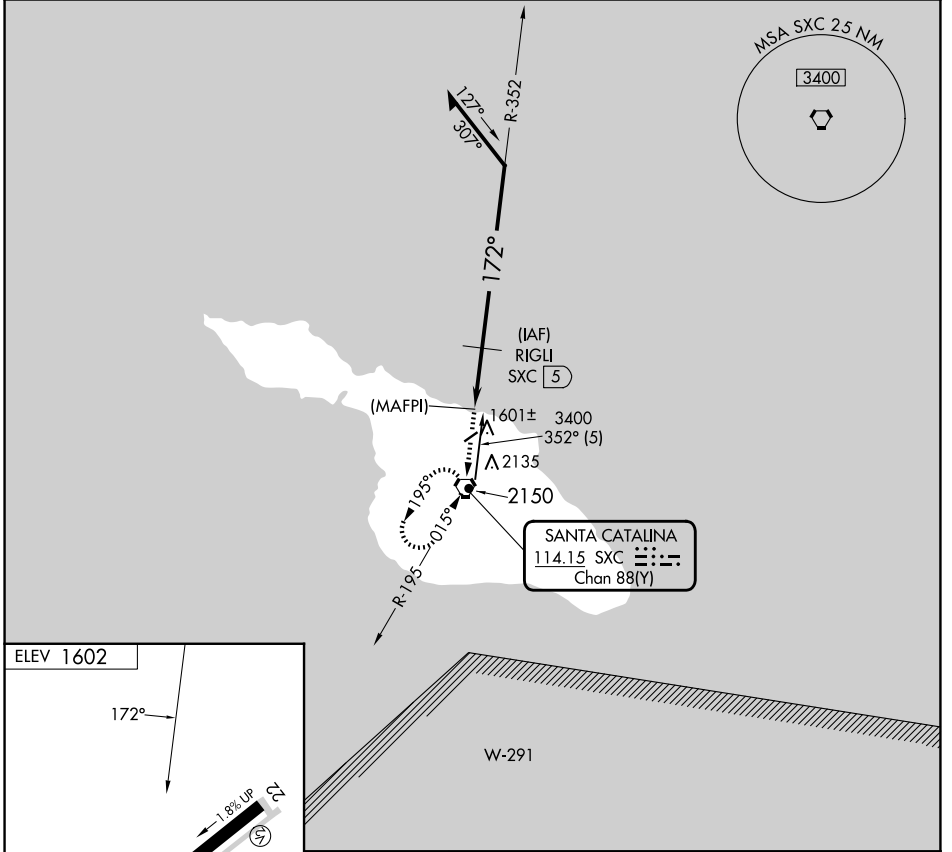 MSA SXC 25 NM
3400
R-352
127°
307°
172°
(IAF)
RIGLI
SXC 5
(MAFPI)
1601± 3400
352° (5)
2135
195°
2150
015°
SANTA CATALINA
114.15 SXC
Chan 88(Y)
R-195
ELEV 1602
172°
W-291
1.8% UP
22